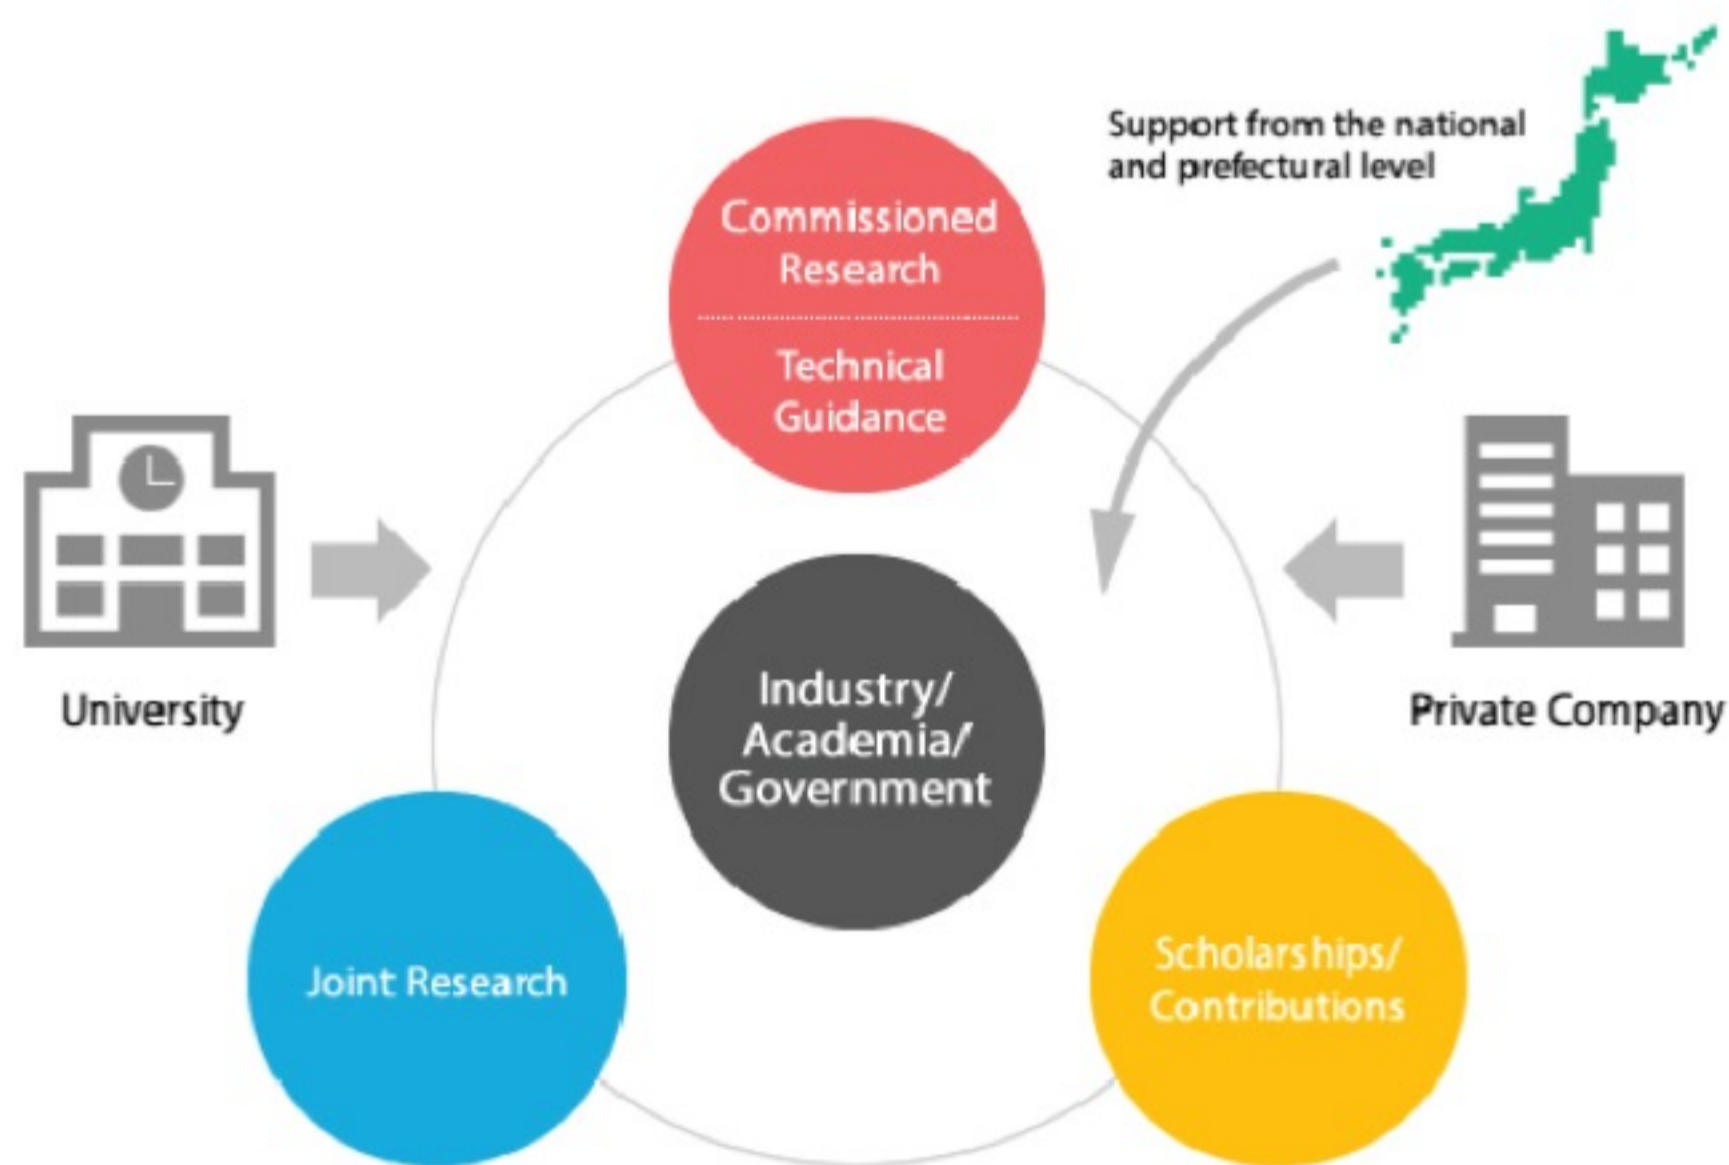 Support from the national
and prefectural level
Commissioned
Research
Technical
Guidance
University
Industry/
Academia/
Government
Private Company
Joint Research
Scholarships/
Contributions